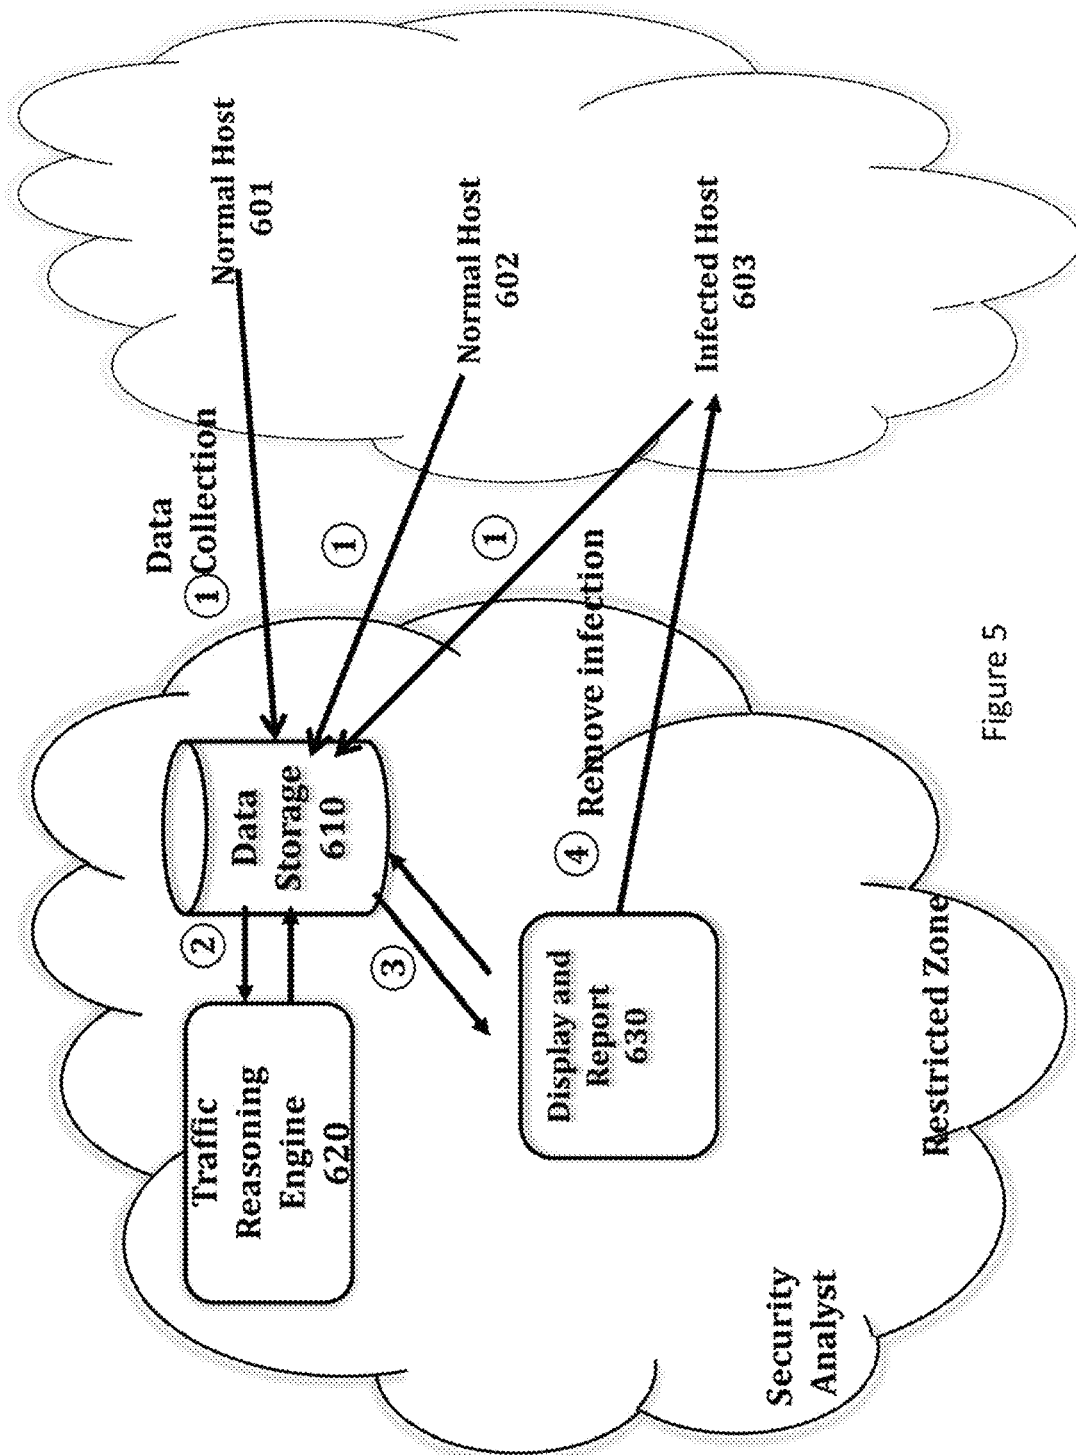 Traffic
Reasoning
Engine
620
2
Data
Storage
610
1
Data
Collection
1
1
Normal Host
601
Normal Host
602
Infected Host
603
3
Display and
Report
630
4
Remove infection
Security
Analyst
Restricted Zone
Figure 5